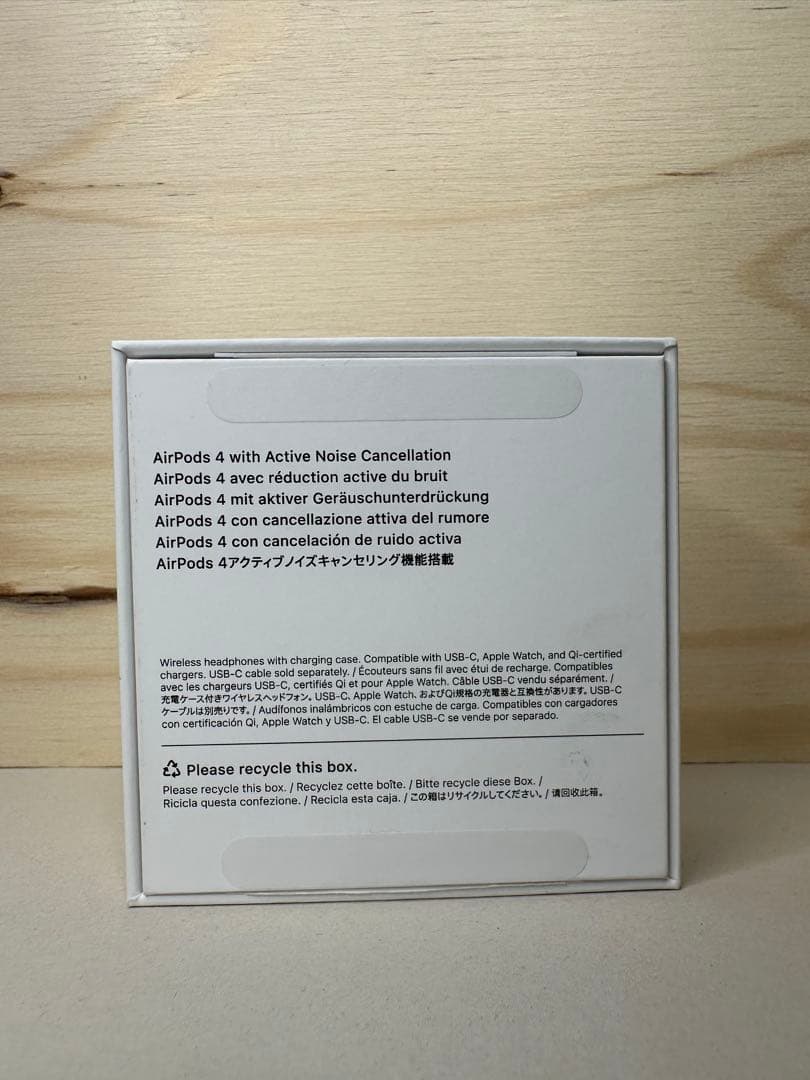 AirPods 4 with Active Noise Cancellation
AirPods 4 avec réduction active du bruit
AirPods 4 mit aktiver Geräuschunterdrückung
AirPods 4 con cancellazione attiva del rumore
AirPods 4 con cancelación de ruido activa
AirPods 4アクティブノイズキャンセリング機能搭載
Wireless headphones with charging case. Compatible with USB-C, Apple Watch, and Qi-certified
chargers. USB-C cable sold separately. / Écouteurs sans fil avec étui de recharge. Compatibles
avec les chargeurs USB-C, certifiés Qi et pour Apple Watch. Câble USB-C vendu séparément. /
充電ケース付きワイヤレスヘッドフォン。USB-C、Apple Watch、およびQi規格の充電器と互換性があります。USB-C
ケーブルは別売りです。/ Audífonos inalámbricos con estuche de carga. Compatibles con cargadores
con certificación Qi, Apple Watch y USB-C. El cable USB-C se vende por separado.
Please recycle this box.
Please recycle this box. / Recyclez cette boîte. / Bitte recycle diese Box. /
Ricicla questa confezione. / Recicla esta caja. / この箱はリサイクルしてください。/ 请回收此箱。